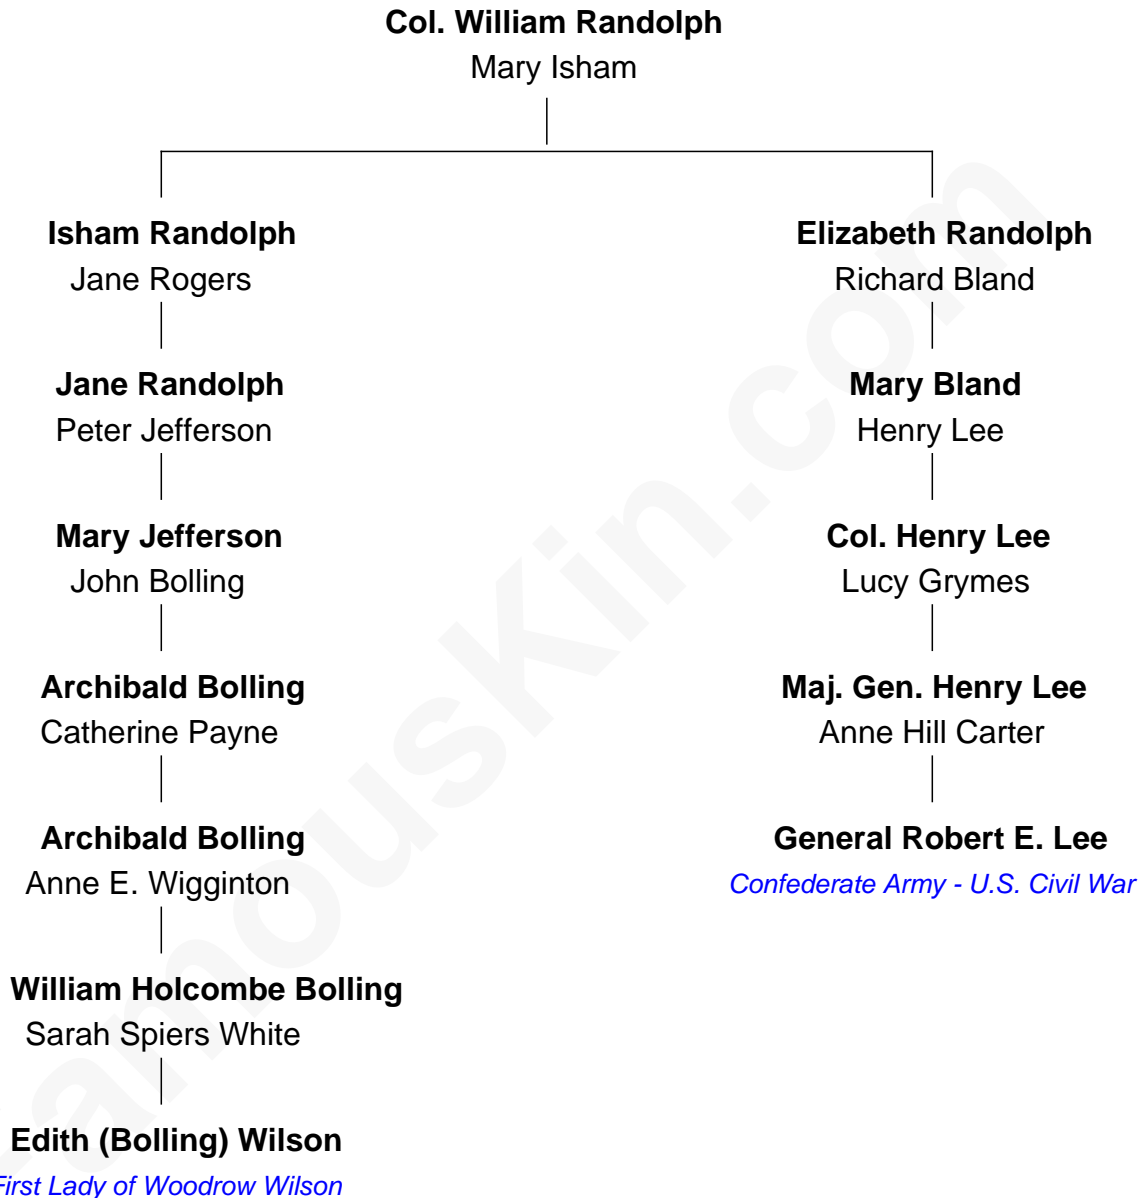 Col. William Randolph
Mary Isham
Isham Randolph
Jane Rogers
Elizabeth Randolph
Richard Bland
Jane Randolph
Peter Jefferson
Mary Bland
Henry Lee
Mary Jefferson
John Bolling
Col. Henry Lee
Lucy Grymes
Archibald Bolling
Catherine Payne
Maj. Gen. Henry Lee
Anne Hill Carter
Archibald Bolling
Anne E. Wigginton
General Robert E. Lee
Confederate Army - U.S. Civil War
William Holcombe Bolling
Sarah Spiers White
Edith (Bolling) Wilson
First Lady of Woodrow Wilson
FamousKin.com